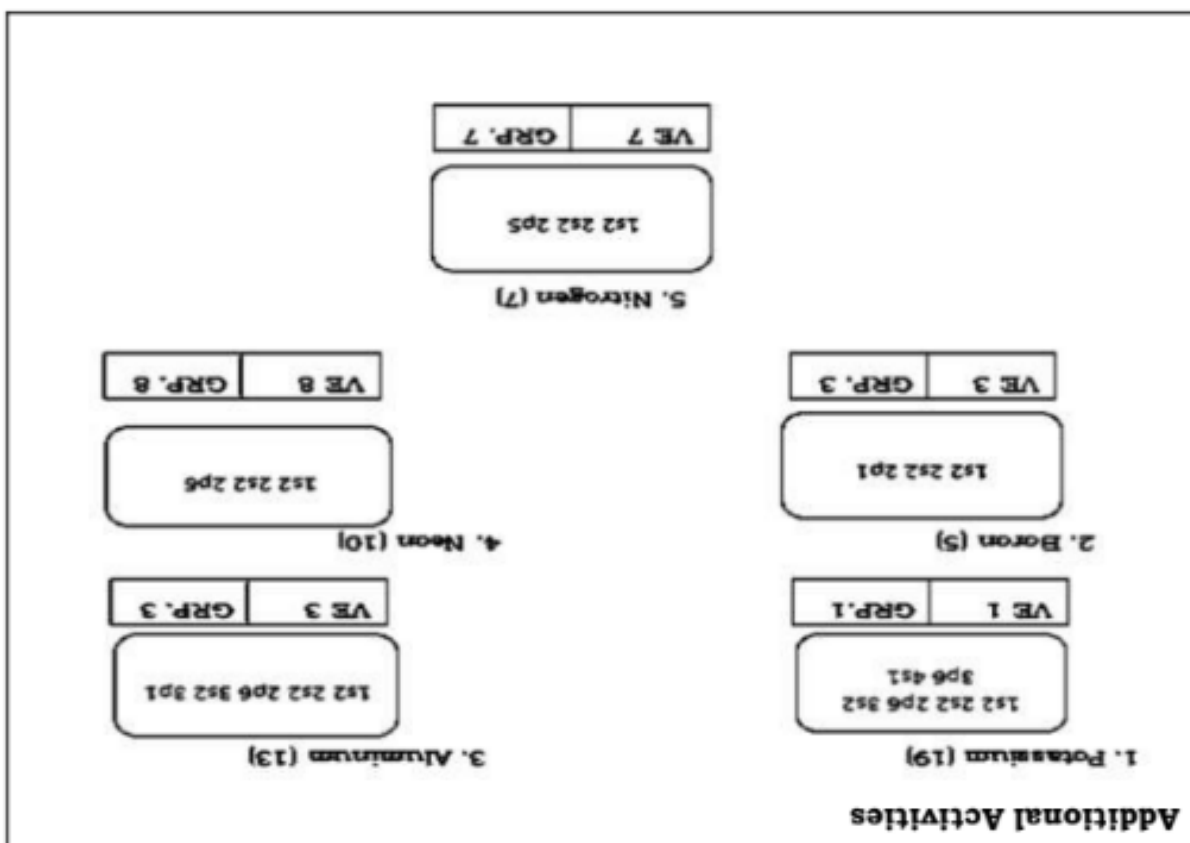 Additional Activities
1. Potassium (19)
1s2 2s2 2p6 3s2
3p6 4s1
VE 1 GRP.1
2. Boron (5)
1s2 2s2 2p1
VE 3 GRP. 3
3. Aluminum (13)
1s2 2s2 2p6 3s2 3p1
VE 3 GRP. 3
4. Neon (10)
1s2 2s2 2p6
VE 8 GRP. 8
5. Nitrogen (7)
1s2 2s2 2p5
VE 7 GRP. 7